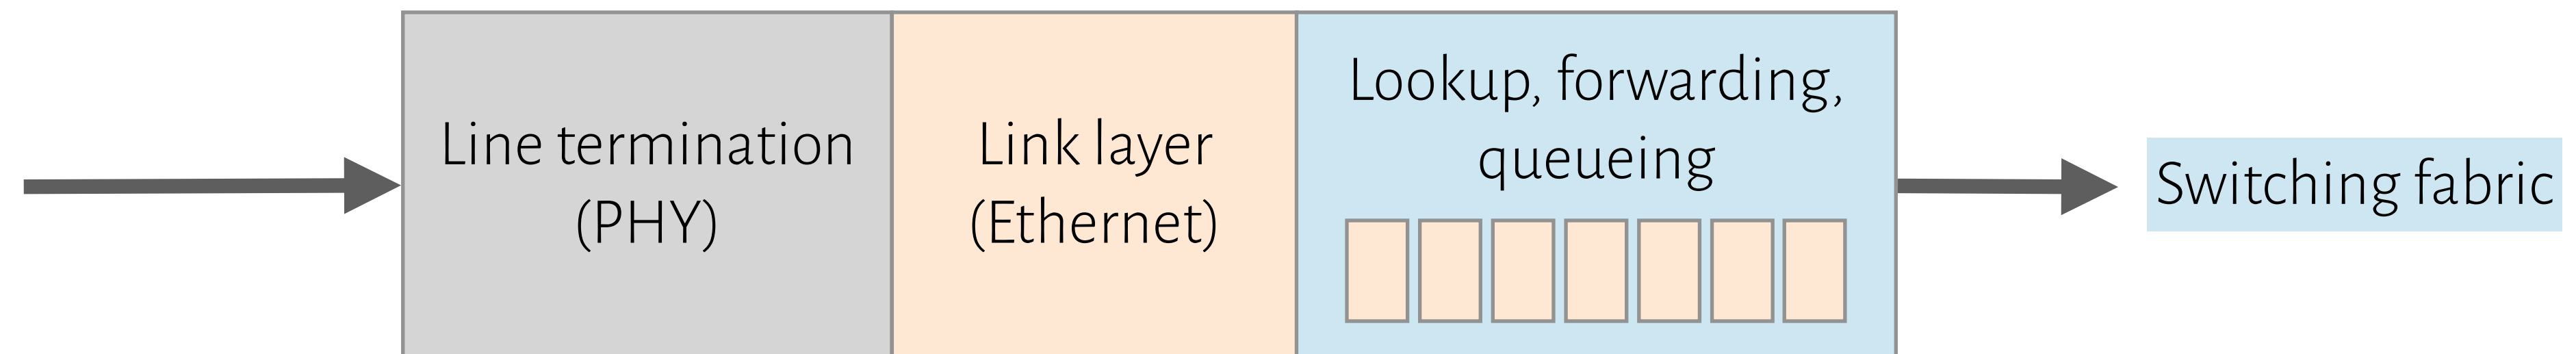 Line termination
(PHY)
Link layer
(Ethernet)
Lookup, forwarding,
queueing
Switching fabric